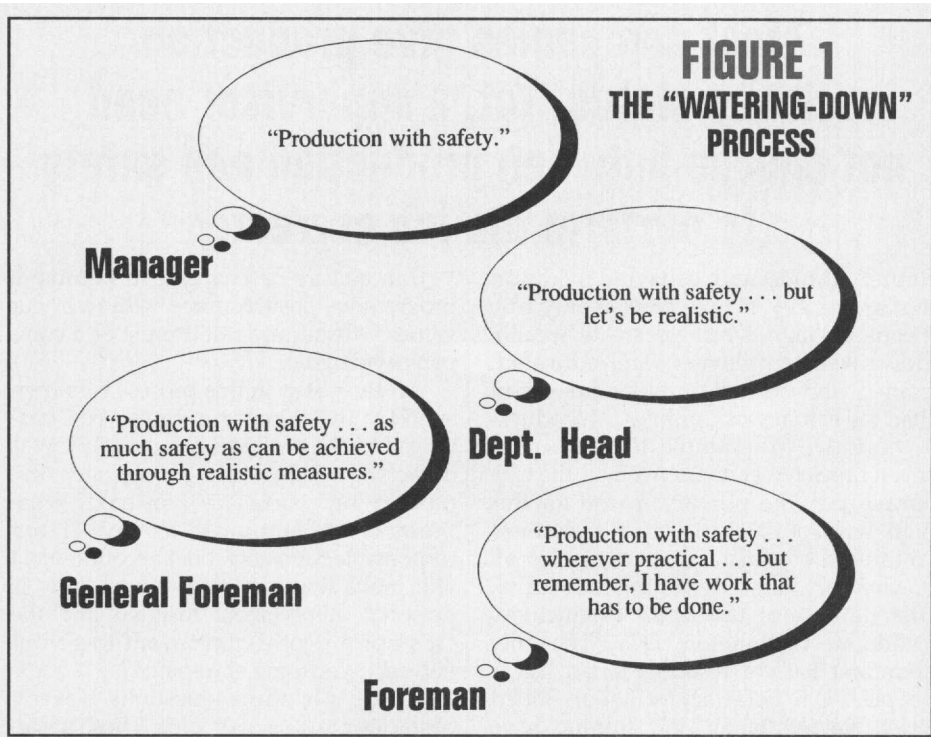 FIGURE 1
THE “WATERING-DOWN”
PROCESS
“Production with safety.”
Manager
“Production with safety . . . but
let’s be realistic.”
Dept. Head
“Production with safety . . . as
much safety as can be achieved
through realistic measures.”
General Foreman
“Production with safety . . .
wherever practical . . . but
remember, I have work that
has to be done.”
Foreman